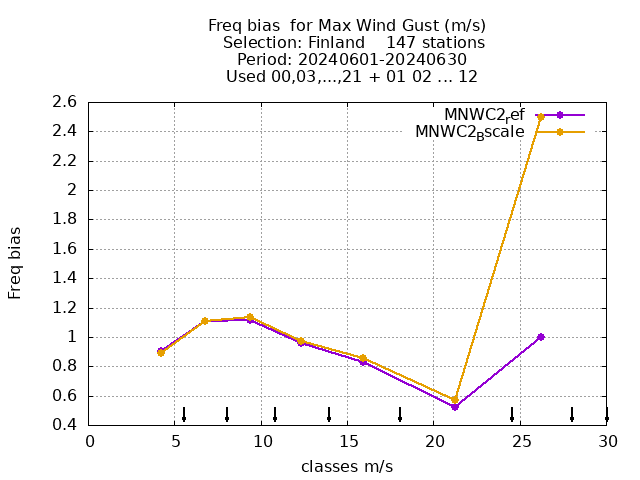 Freq bias  for Max Wind Gust (m/s)
Selection: Finland    147 stations
Period: 20240601-20240630
Used 00,03,...,21 + 01 02 ... 12
MNWC2_ref
MNWC2_Bscale
2.6
2.4
2.2
2
1.8
1.6
1.4
1.2
1
0.8
0.6
0.4
Freq bias
0 5 10 15 20 25 30
classes m/s